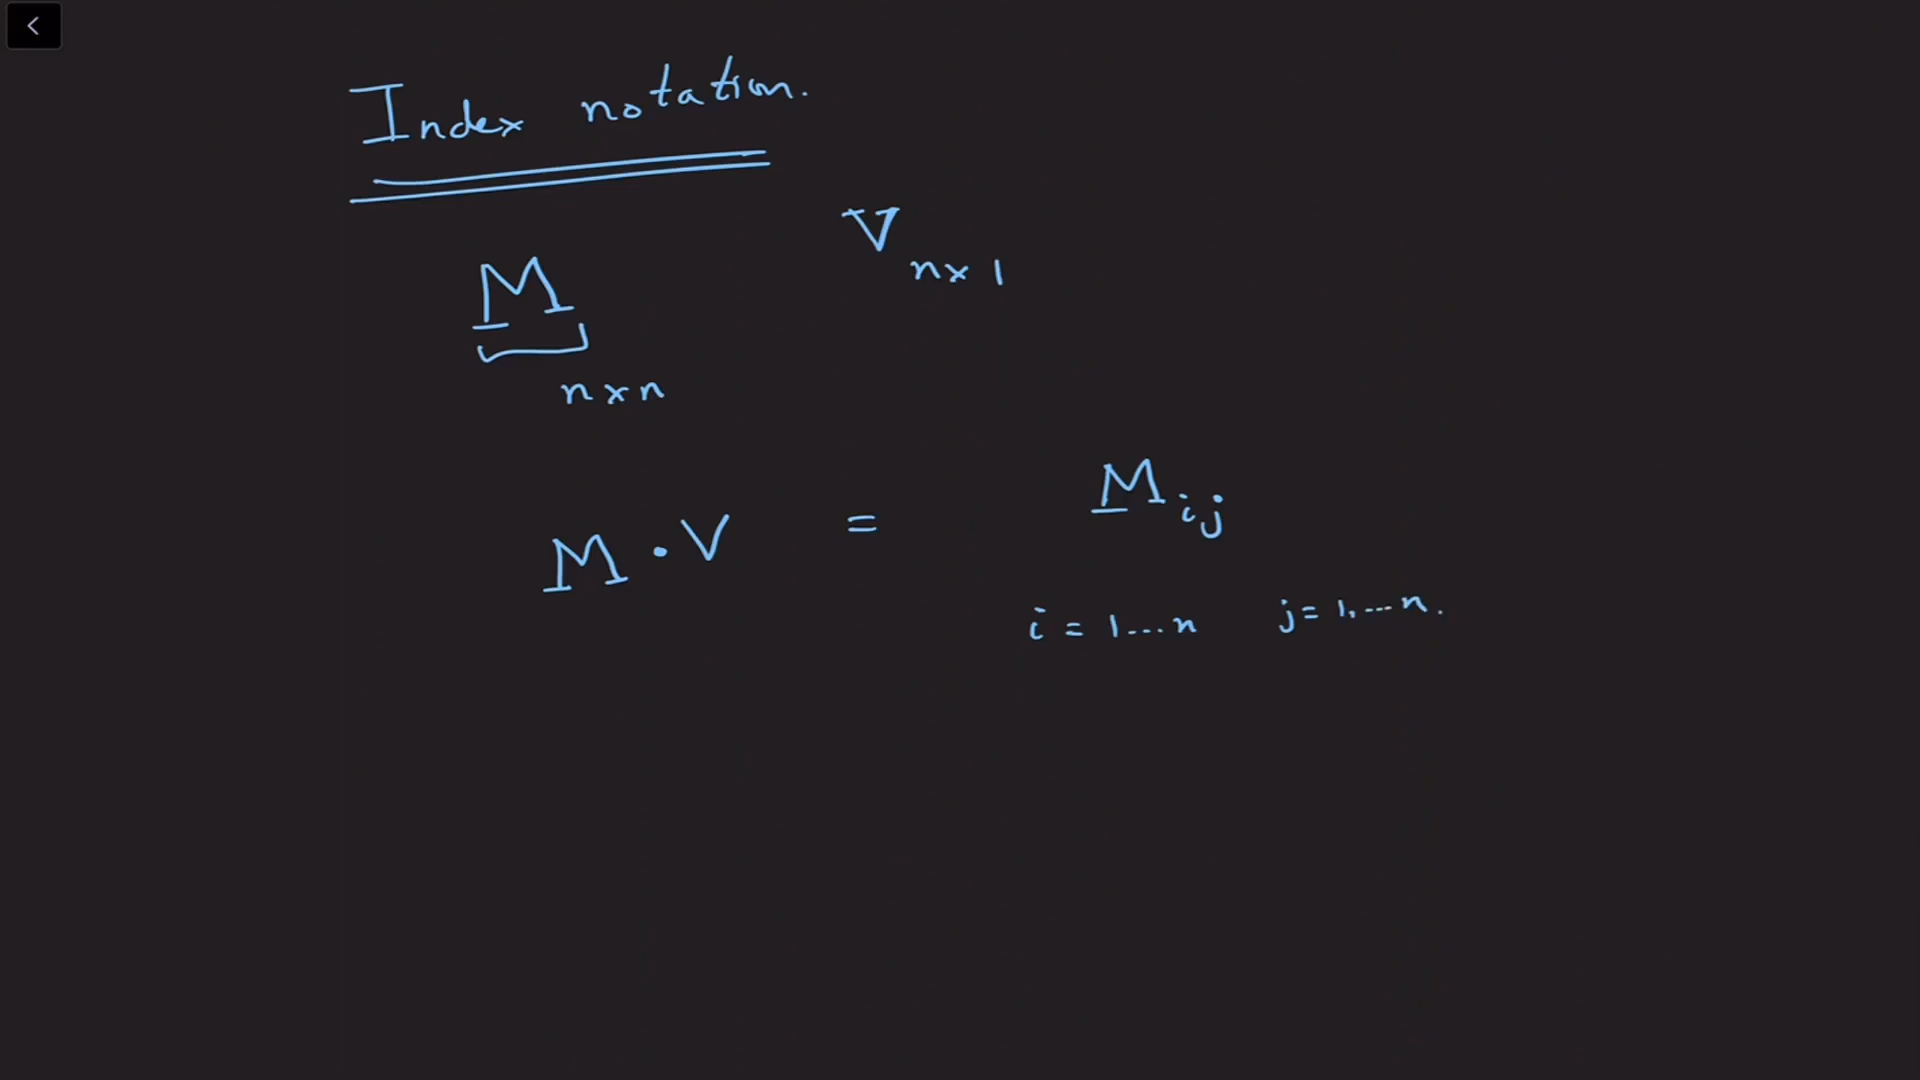 Index notation.
V n×1
M
n×n
M · V = M ij
i = 1...n j = 1, ...n.